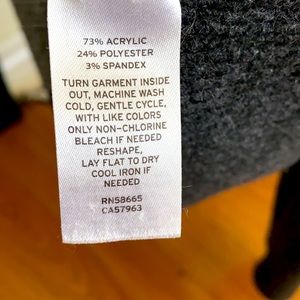 73% ACRYLIC
24% POLYESTER
3% SPANDEX
TURN GARMENT INSIDE
OUT, MACHINE WASH
COLD, GENTLE CYCLE,
WITH LIKE COLORS
ONLY NON-CHLORINE
BLEACH IF NEEDED
RESHAPE,
LAY FLAT TO DRY
COOL IRON IF
NEEDED
RN58665
CA57963